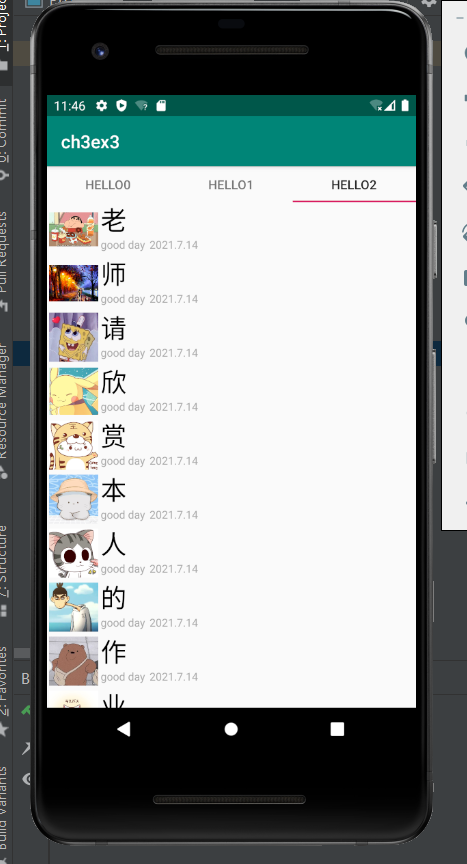 1: Project
0: Commit
Pull Requests
Resource Manager
7: Structure
2: Favorites
Build Variants
B
11:46
ch3ex3
HELLO0 HELLO1 HELLO2
老
good day 2021.7.14
师
good day 2021.7.14
请
good day 2021.7.14
欣
good day 2021.7.14
赏
good day 2021.7.14
本
good day 2021.7.14
人
good day 2021.7.14
的
good day 2021.7.14
作
good day 2021.7.14
业